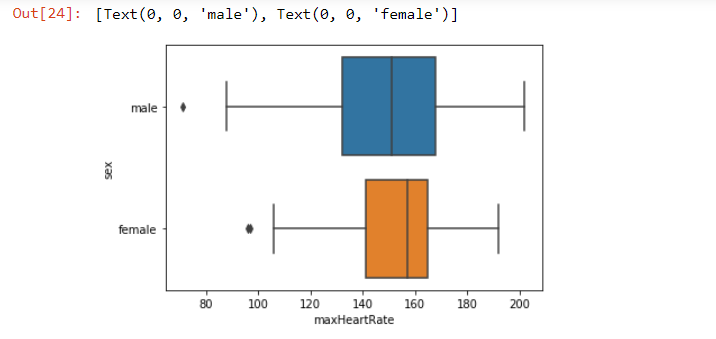 Out[24]: [Text(0, 0, 'male'), Text(0, 0, 'female')]
male
sex
female
80 100 120 140 160 180 200
maxHeartRate